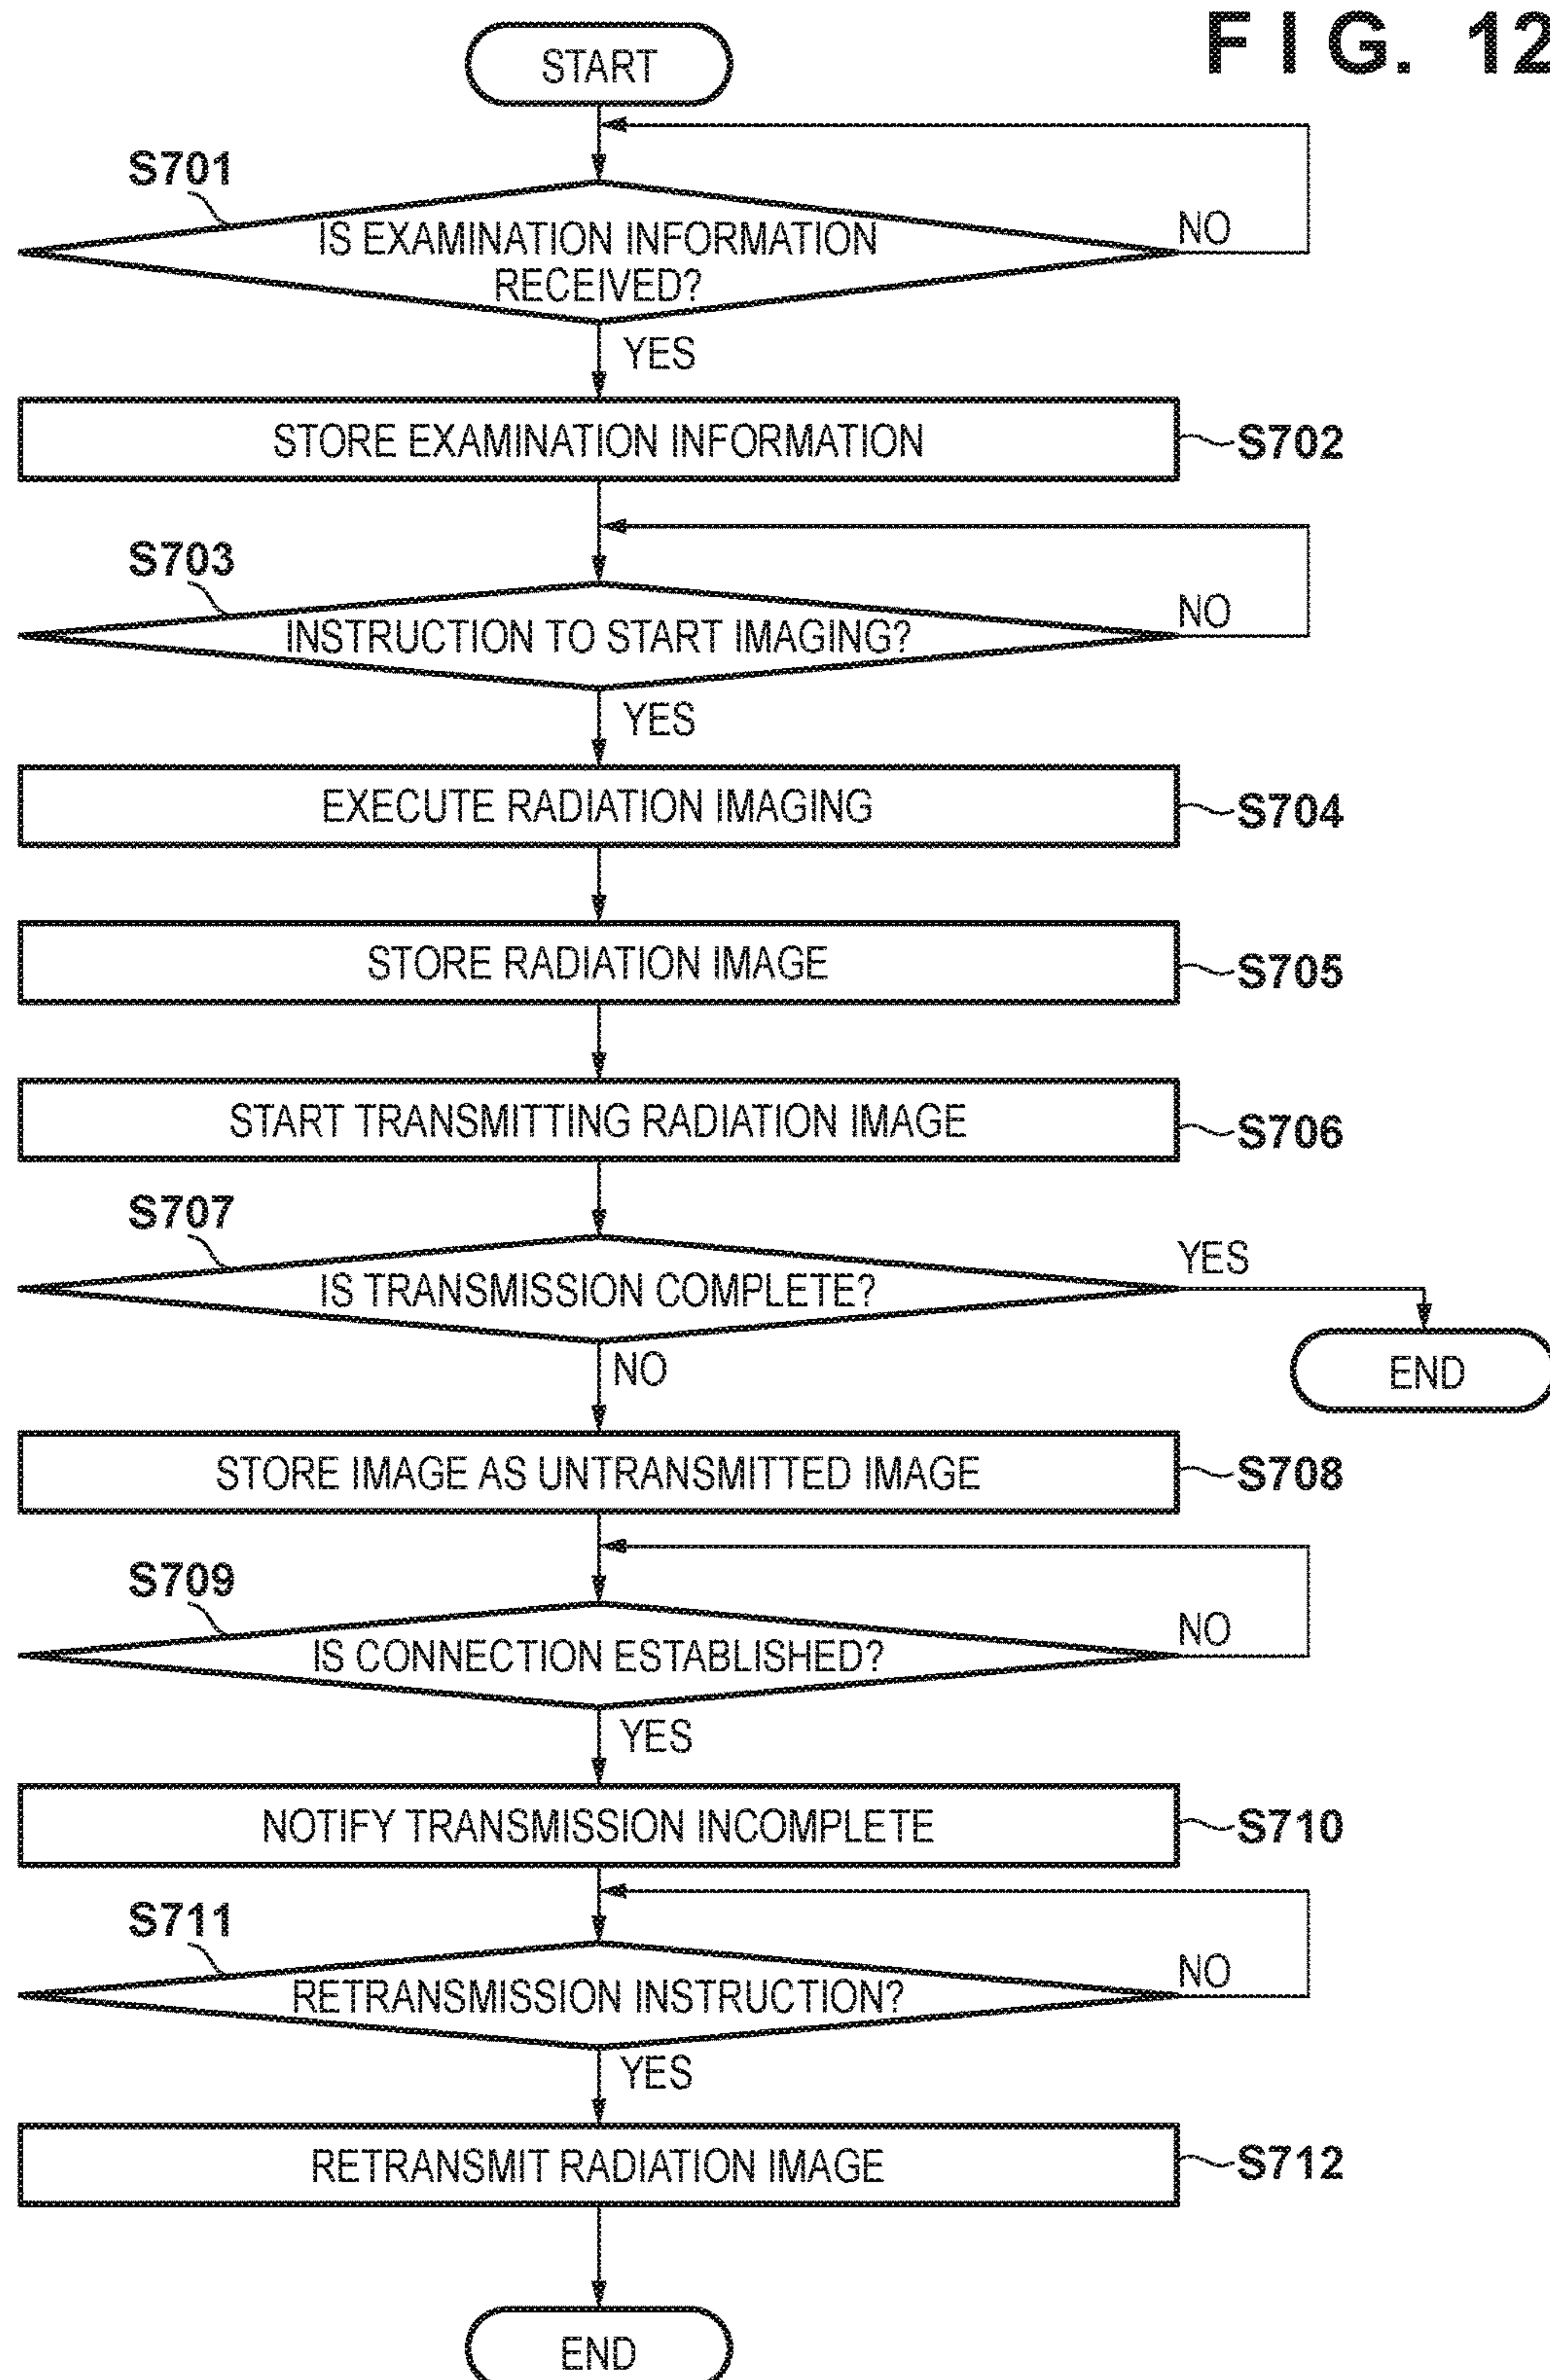 FIG. 12
START
S701
IS EXAMINATION INFORMATION
RECEIVED?
NO
YES
STORE EXAMINATION INFORMATION
S702
S703
INSTRUCTION TO START IMAGING?
NO
YES
EXECUTE RADIATION IMAGING
S704
STORE RADIATION IMAGE
S705
START TRANSMITTING RADIATION IMAGE
S706
S707
IS TRANSMISSION COMPLETE?
YES
END
NO
STORE IMAGE AS UNTRANSMITTED IMAGE
S708
S709
IS CONNECTION ESTABLISHED?
NO
YES
NOTIFY TRANSMISSION INCOMPLETE
S710
S711
RETRANSMISSION INSTRUCTION?
NO
YES
RETRANSMIT RADIATION IMAGE
S712
END